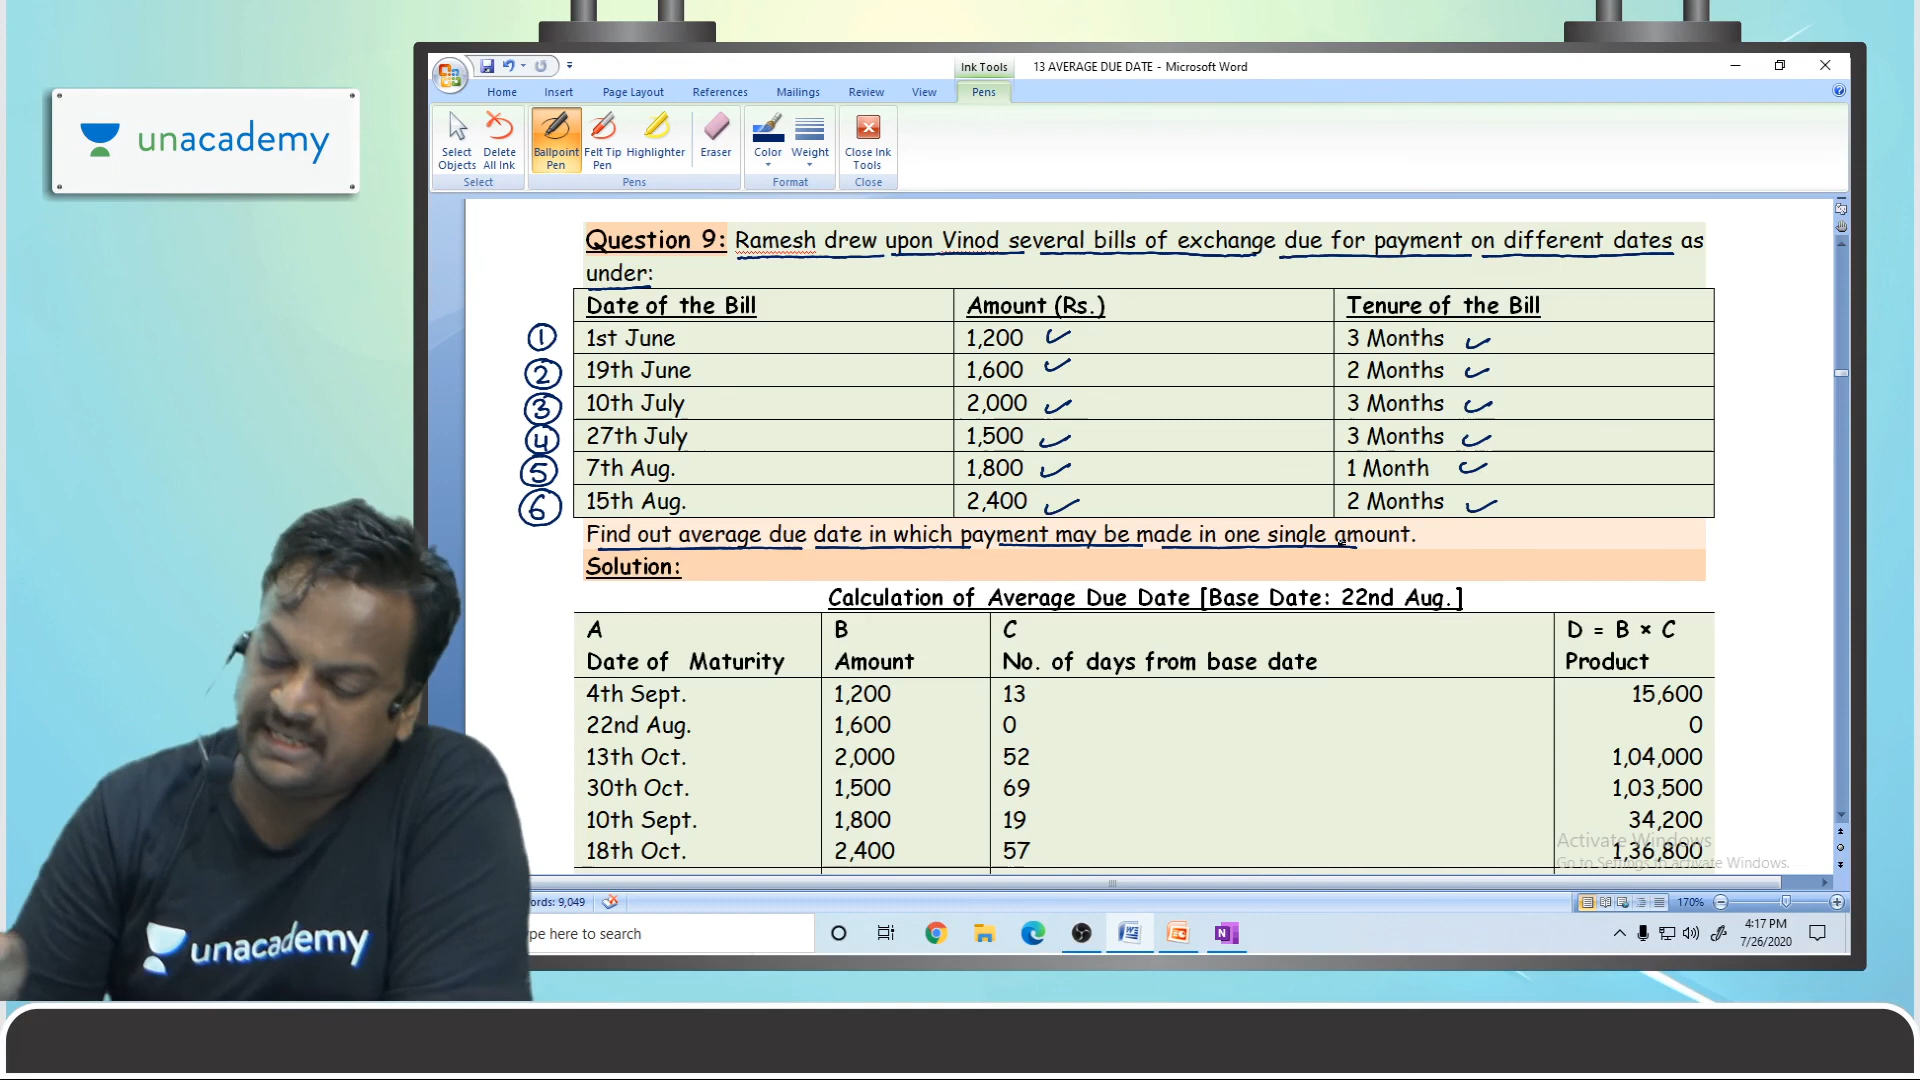 unacademy
Ink Tools
13 AVERAGE DUE DATE - Microsoft Word
Home Insert Page Layout References Mailings Review View Pens
Select Objects
Delete All Ink
Ballpoint Pen
Felt Tip Pen
Highlighter
Eraser
Color
Weight
Close Ink Tools
Select
Pens
Format
Close
Question 9: Ramesh drew upon Vinod several bills of exchange due for payment on different dates as
under:
Date of the Bill Amount (Rs.) Tenure of the Bill
1 1st June 1,200 3 Months
2 19th June 1,600 2 Months
3 10th July 2,000 3 Months
4 27th July 1,500 3 Months
5 7th Aug. 1,800 1 Month
6 15th Aug. 2,400 2 Months
Find out average due date in which payment may be made in one single amount.
Solution:
Calculation of Average Due Date [Base Date: 22nd Aug.]
A B C D = B × C
Date of Maturity Amount No. of days from base date Product
4th Sept. 1,200 13 15,600
22nd Aug. 1,600 0 0
13th Oct. 2,000 52 1,04,000
30th Oct. 1,500 69 1,03,500
10th Sept. 1,800 19 34,200
18th Oct. 2,400 57 1,36,800
Activate Windows
Go to Settings to activate Windows.
ords: 9,049
170%
ype here to search
4:17 PM
7/26/2020
unacademy